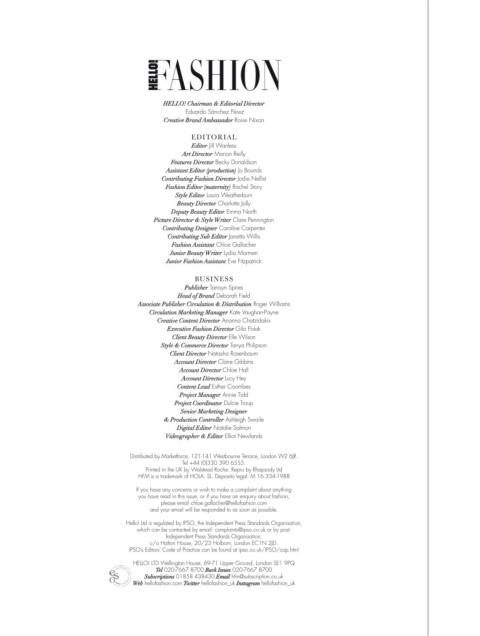 HELLO! FASHION
HELLO! Chairman & Editorial Director
Eduardo Sánchez Pérez
Creative Brand Ambassador Rosie Nixon
EDITORIAL
Editor Jill Wanless
Art Director Marion Reilly
Features Director Becky Donaldson
Assistant Editor (production) Jo Bounds
Contributing Fashion Director Jodie Nellist
Fashion Editor (maternity) Rachel Story
Style Editor Laura Weatherburn
Beauty Director Charlotte Jolly
Deputy Beauty Editor Emma North
Picture Director & Style Writer Clare Pennington
Contributing Designer Caroline Carpenter
Contributing Sub Editor Janetta Willis
Fashion Assistant Chloe Gallacher
Junior Beauty Writer Lydia Mormen
Junior Fashion Assistant Eve Fitzpatrick
BUSINESS
Publisher Tamsyn Spires
Head of Brand Deborah Field
Associate Publisher Circulation & Distribution Roger Williams
Circulation Marketing Manager Kate Vaughan-Payne
Creative Content Director Arianna Chatzidakis
Executive Fashion Director Gila Polak
Client Beauty Director Elle Wilson
Style & Commerce Director Tanya Philipson
Client Director Natasha Rosenbaum
Account Director Claire Gibbins
Account Director Chloe Hall
Account Director Lucy Hey
Content Lead Esther Coombes
Project Manager Annie Tidd
Project Coordinator Dulcie Troup
Senior Marketing Designer
& Production Controller Ashleigh Swaile
Digital Editor Natalie Salmon
Videographer & Editor Elliot Newlands
Distributed by Marketforce, 121-141 Westbourne Terrace, London W2 6JR.
Tel +44 (0)330 390 6555.
Printed in the UK by Walstead Roche. Repro by Rhapsody Ltd
HFM is a trademark of HOLA. SL. Deposito legal: M 16.334-1988
If you have any concerns or wish to make a complaint about anything
you have read in this issue, or if you have an enquiry about fashion,
please email chloe.gallacher@hellofashion.com
and your email will be responded to as soon as possible.
Hello! Ltd is regulated by IPSO, the Independent Press Standards Organisation,
which can be contacted by email: complaints@ipso.co.uk or by post:
Independent Press Standards Organisation,
c/o Halton House, 20/23 Holborn, London EC1N 2JD.
IPSO's Editors' Code of Practice can be found at ipso.co.uk/IPSO/cop.html
HELLO! LTD Wellington House, 69-71 Upper Ground, London SE1 9PQ
Tel 020-7667 8700 Back Issues 020-7667 8700
Subscriptions 01858 438430 Email hfm@subscription.co.uk
Web hellofashion.com Twitter hellofashion_uk Instagram hellofashion_uk